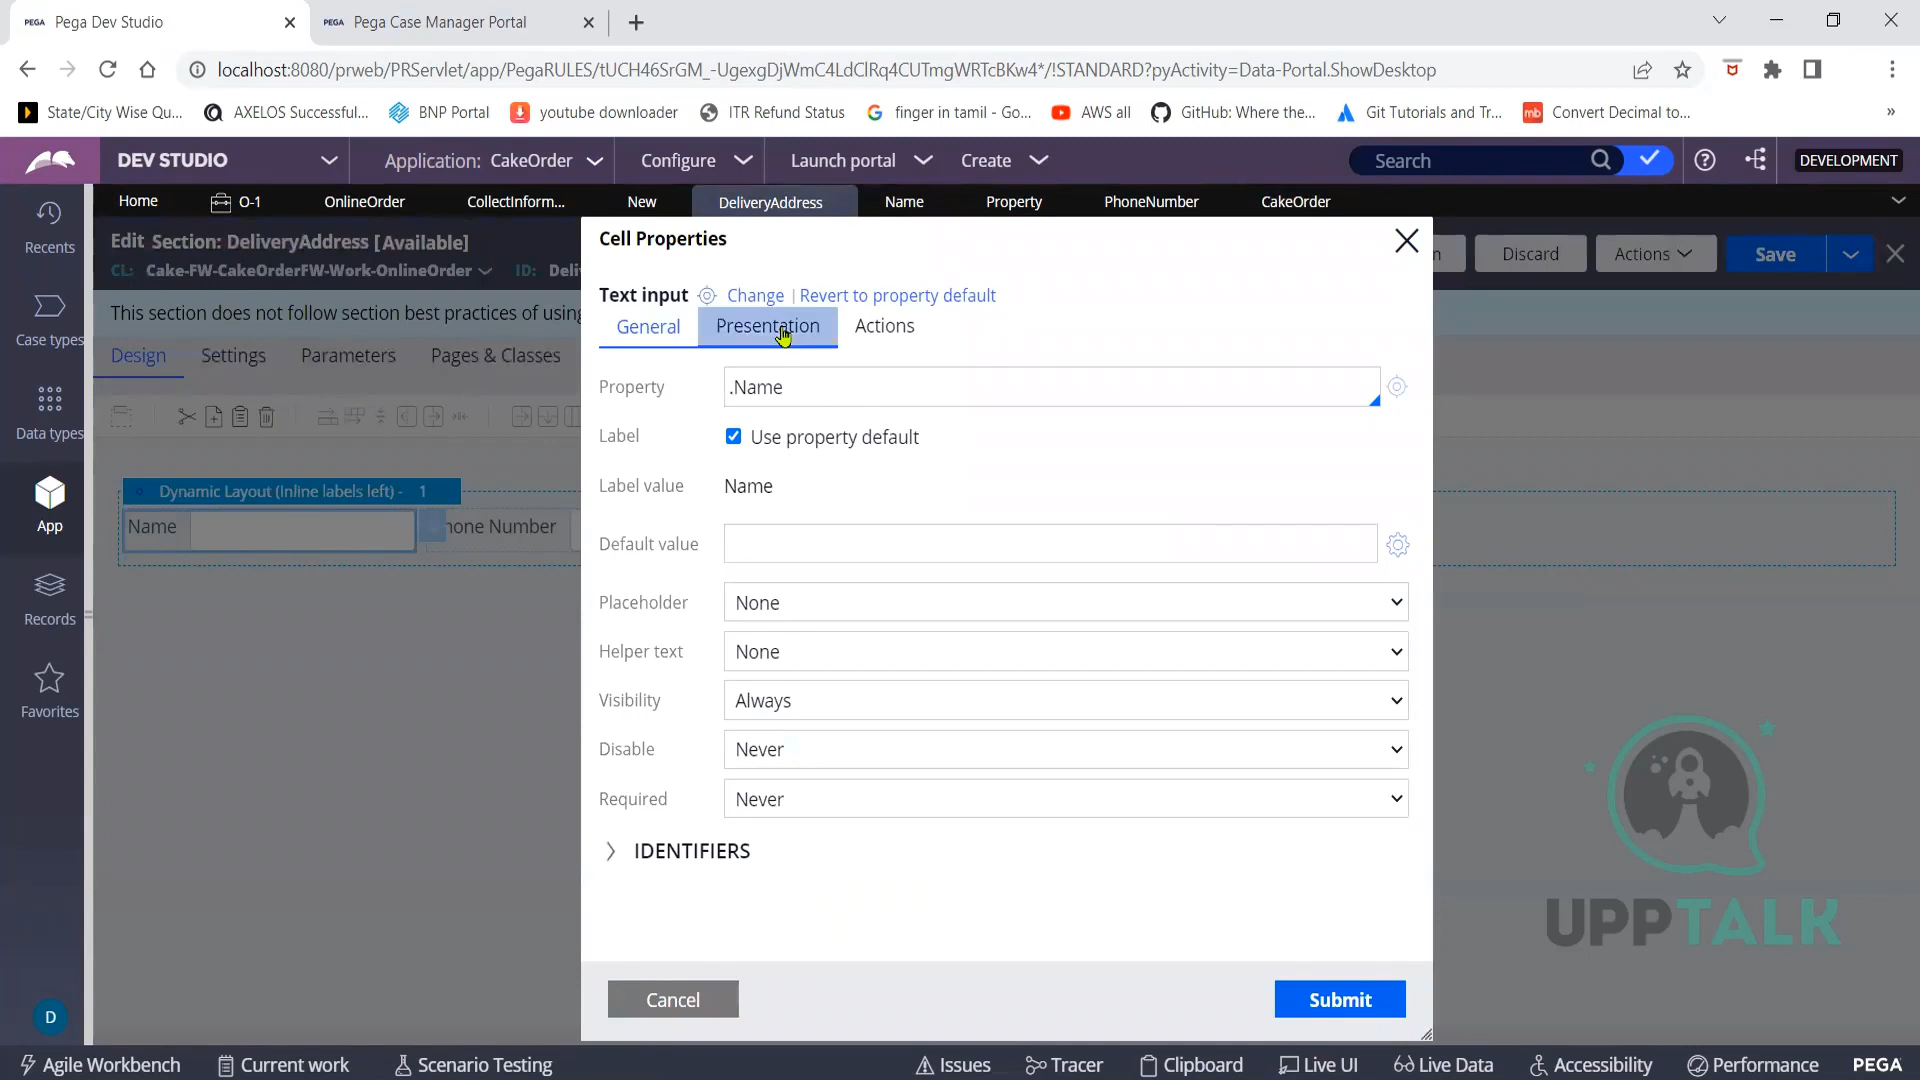 PEGA Pega Dev Studio
PEGA Pega Case Manager Portal
localhost:8080/prweb/PRServlet/app/PegaRULES/tUCH46SrGM_-UgexgDjWmC4LdClRq4CUTmgWRTcBKw4*/!STANDARD?pyActivity=Data-Portal.ShowDesktop
State/City Wise Qu... AXELOS Successful... BNP Portal youtube downloader ITR Refund Status finger in tamil - Go... AWS all GitHub: Where the... Git Tutorials and Tr... mb Convert Decimal to... »
DEV STUDIO Application: CakeOrder Configure Launch portal Create Search DEVELOPMENT
Home O-1 OnlineOrder CollectInform... New DeliveryAddress Name Property PhoneNumber CakeOrder
Recents
Case types
Data types
App
Records
Favorites
D
Edit Section: DeliveryAddress [Available]
CL: Cake-FW-CakeOrderFW-Work-OnlineOrder ID: Deli
n Discard Actions Save
This section does not follow section best practices of using
Design Settings Parameters Pages & Classes
Dynamic Layout (Inline labels left) - 1
Name hone Number
Cell Properties
Text input Change | Revert to property default
General Presentation Actions
Property .Name
Label Use property default
Label value Name
Default value
Placeholder None
Helper text None
Visibility Always
Disable Never
Required Never
IDENTIFIERS
Cancel Submit
UPPTALK
Agile Workbench Current work Scenario Testing Issues Tracer Clipboard Live UI Live Data Accessibility Performance PEGA